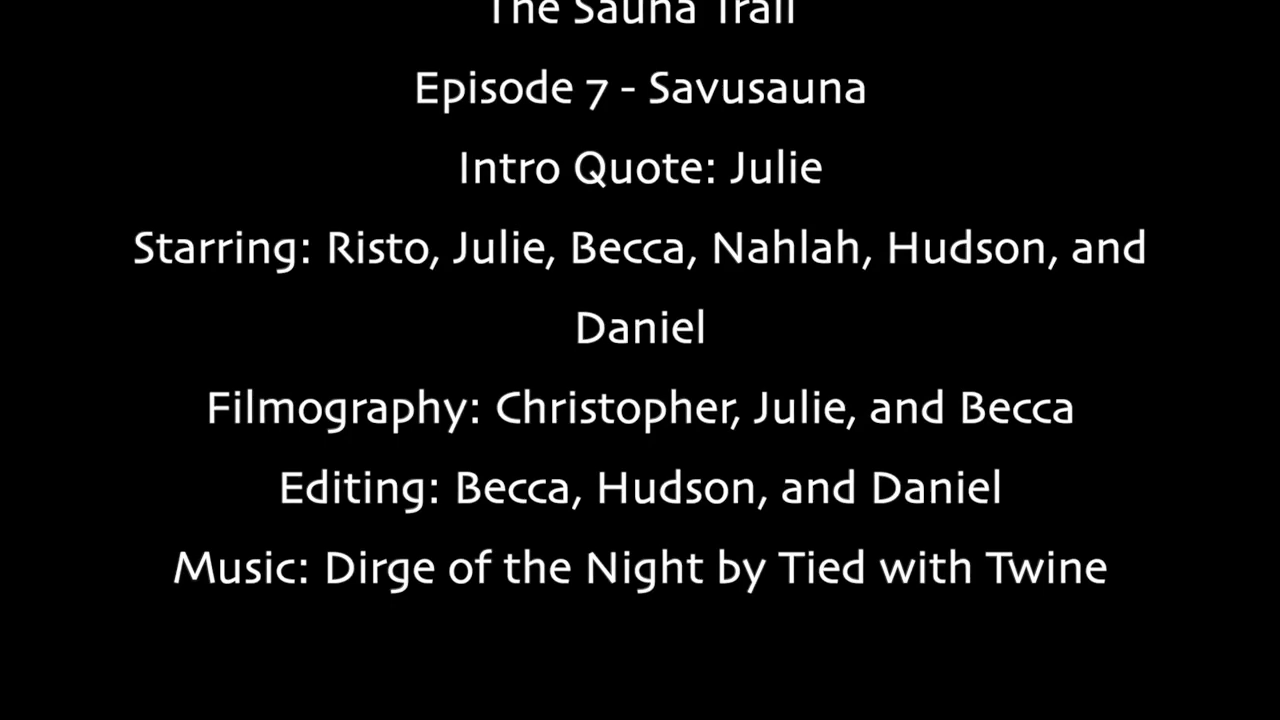 The Sauna Trail
Episode 7 - Savusauna
Intro Quote: Julie
Starring: Risto, Julie, Becca, Nahlah, Hudson, and
Daniel
Filmography: Christopher, Julie, and Becca
Editing: Becca, Hudson, and Daniel
Music: Dirge of the Night by Tied with Twine